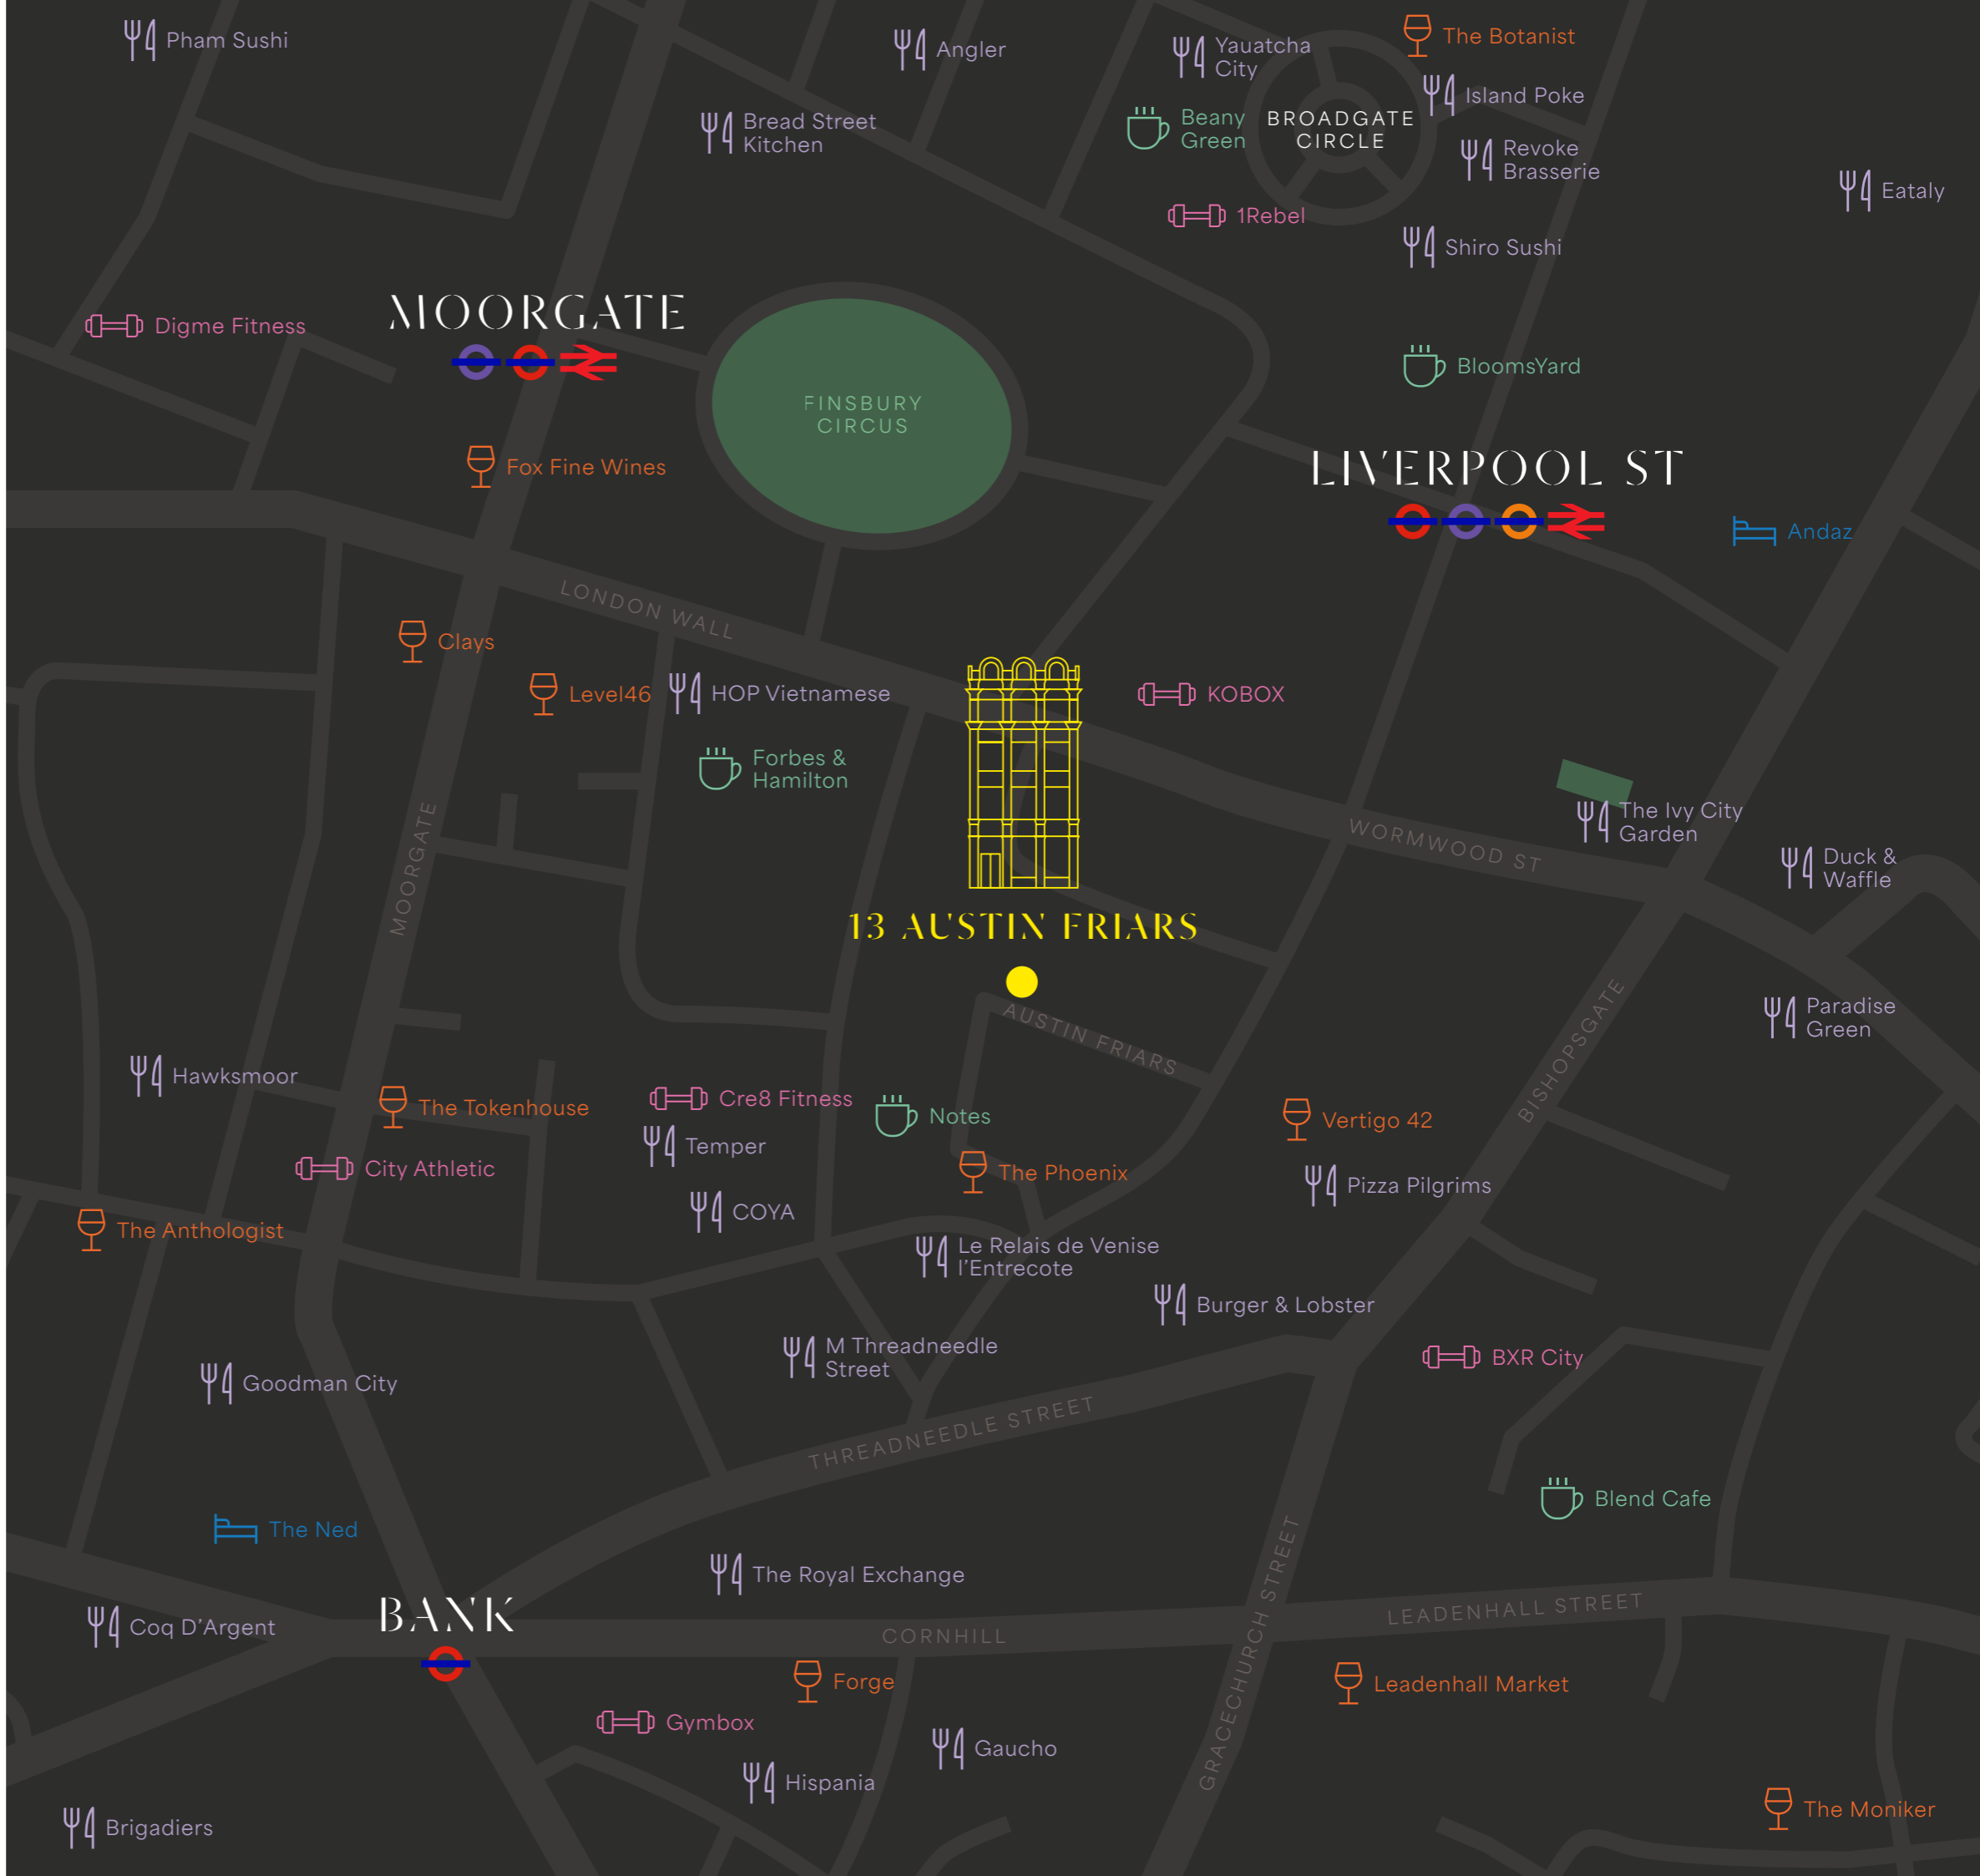 Pham Sushi
Angler
Yauatcha
City
The Botanist
Island Poke
Bread Street
Kitchen
Beany
Green
BROADGATE
CIRCLE
Revoke
Brasserie
Eataly
1Rebel
Shiro Sushi
Digme Fitness
MOORGATE
FINSBURY
CIRCUS
BloomsYard
Fox Fine Wines
LIVERPOOL ST
Andaz
LONDON WALL
Clays
Level46
HOP Vietnamese
KOBOX
Forbes &
Hamilton
The Ivy City
Garden
WORMWOOD ST
Duck &
Waffle
MOORGATE
13 AUSTIN FRIARS
AUSTIN FRIARS
BISHOPSGATE
Paradise
Green
Hawksmoor
The Tokenhouse
Cre8 Fitness
Notes
Vertigo 42
Temper
City Athletic
The Phoenix
Pizza Pilgrims
COYA
The Anthologist
Le Relais de Venise
l'Entrecote
Burger & Lobster
M Threadneedle
Street
BXR City
Goodman City
THREADNEEDLE STREET
Blend Cafe
The Ned
The Royal Exchange
GRACECHURCH STREET
LEADENHALL STREET
BANK
Coq D'Argent
CORNHILL
Forge
Leadenhall Market
Gymbox
Gaucho
Hispania
The Moniker
Brigadiers